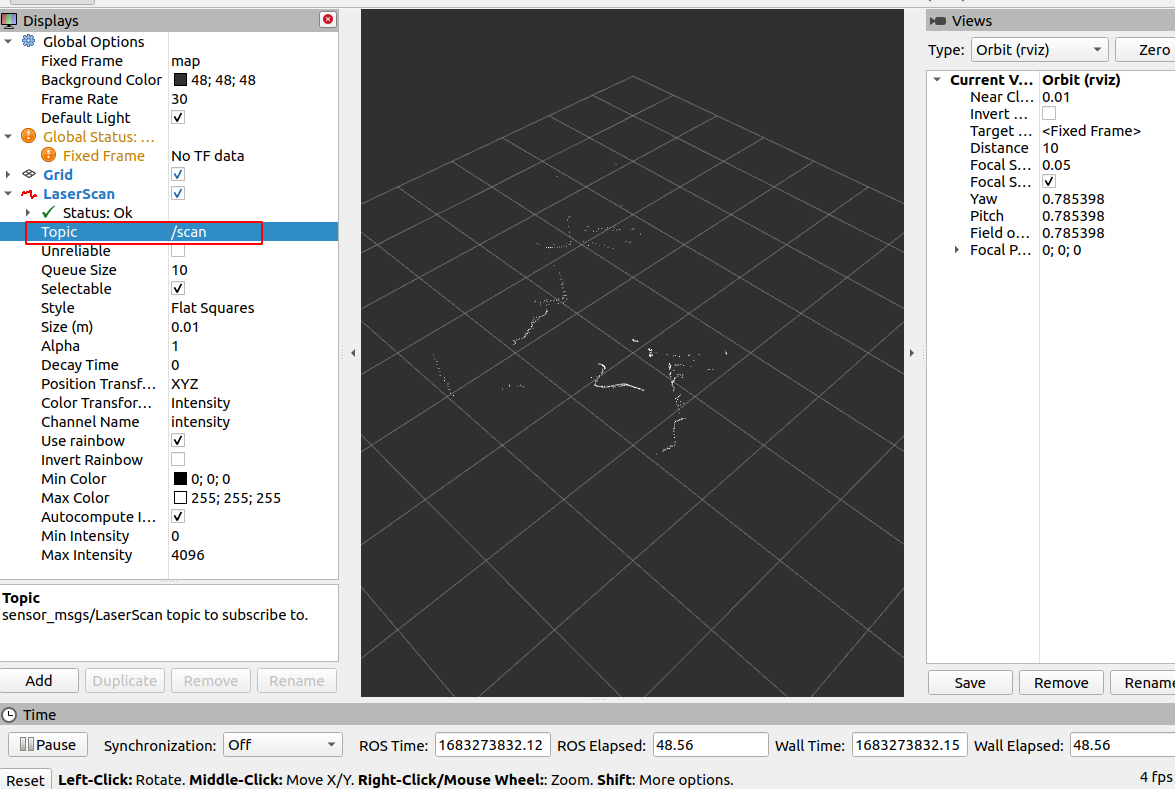 Displays
Global Options
Fixed Frame map
Background Color 48; 48; 48
Frame Rate 30
Default Light
Global Status: ...
Fixed Frame No TF data
Grid
LaserScan
Status: Ok
Topic /scan
Unreliable
Queue Size 10
Selectable
Style Flat Squares
Size (m) 0.01
Alpha 1
Decay Time 0
Position Transf... XYZ
Color Transfor... Intensity
Channel Name intensity
Use rainbow
Invert Rainbow
Min Color 0; 0; 0
Max Color 255; 255; 255
Autocompute I...
Min Intensity 0
Max Intensity 4096
Topic
sensor_msgs/LaserScan topic to subscribe to.
Add Duplicate Remove Rename
Views
Type: Orbit (rviz) Zero
Current V... Orbit (rviz)
Near Cl... 0.01
Invert ...
Target ... <Fixed Frame>
Distance 10
Focal S... 0.05
Focal S...
Yaw 0.785398
Pitch 0.785398
Field o... 0.785398
Focal P... 0; 0; 0
Save Remove Rename
Time
Pause Synchronization: Off ROS Time: 1683273832.12 ROS Elapsed: 48.56 Wall Time: 1683273832.15 Wall Elapsed: 48.56
Reset Left-Click: Rotate. Middle-Click: Move X/Y. Right-Click/Mouse Wheel:: Zoom. Shift: More options. 4 fps